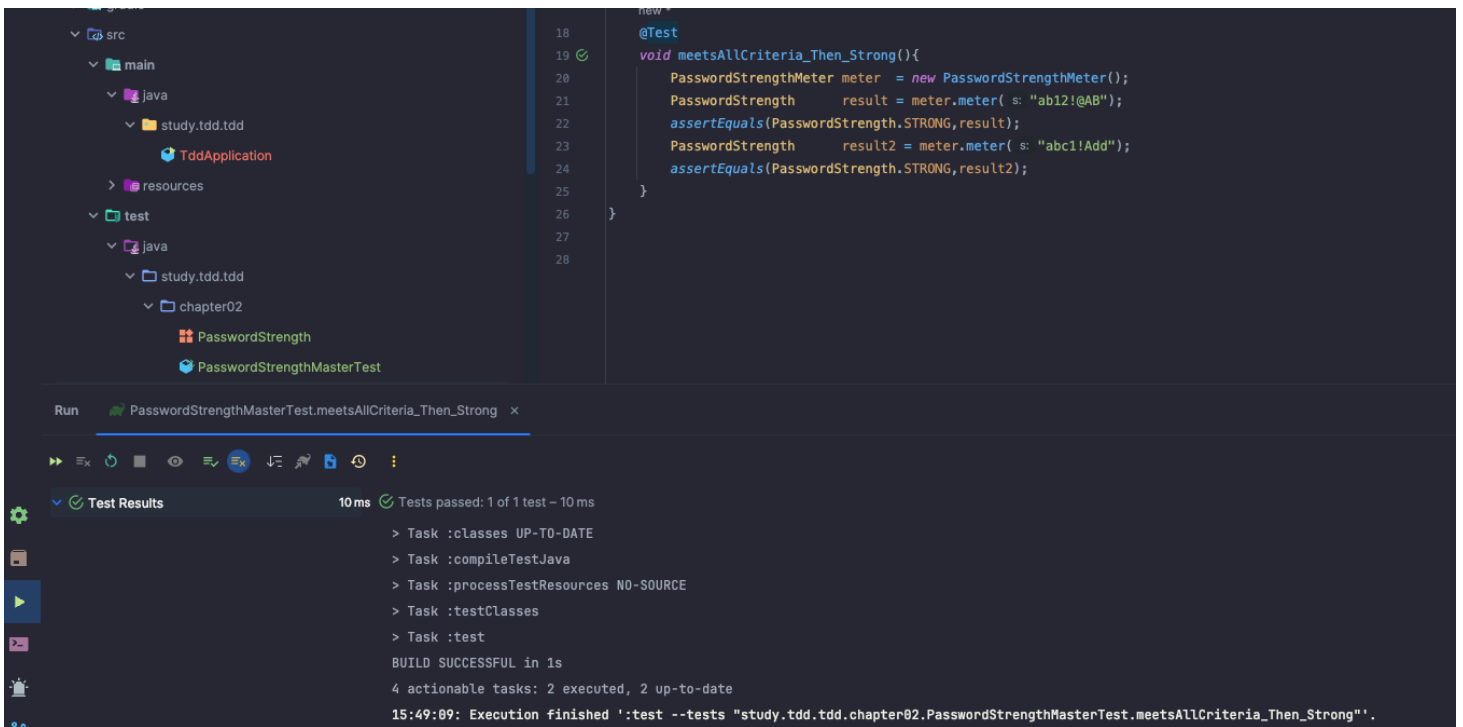 src
main
java
study.tdd.tdd
TddApplication
resources
test
java
study.tdd.tdd
chapter02
PasswordStrength
PasswordStrengthMasterTest
new *
18 @Test
19 void meetsAllCriteria_Then_Strong(){
20 PasswordStrengthMeter meter = new PasswordStrengthMeter();
21 PasswordStrength result = meter.meter( s: "ab12!@AB");
22 assertEquals(PasswordStrength.STRONG,result);
23 PasswordStrength result2 = meter.meter( s: "abc1!Add");
24 assertEquals(PasswordStrength.STRONG,result2);
25 }
26 }
27
28
Run PasswordStrengthMasterTest.meetsAllCriteria_Then_Strong ×
Test Results 10 ms Tests passed: 1 of 1 test – 10 ms
> Task :classes UP-TO-DATE
> Task :compileTestJava
> Task :processTestResources NO-SOURCE
> Task :testClasses
> Task :test
BUILD SUCCESSFUL in 1s
4 actionable tasks: 2 executed, 2 up-to-date
15:49:09: Execution finished ':test --tests "study.tdd.tdd.chapter02.PasswordStrengthMasterTest.meetsAllCriteria_Then_Strong"'.